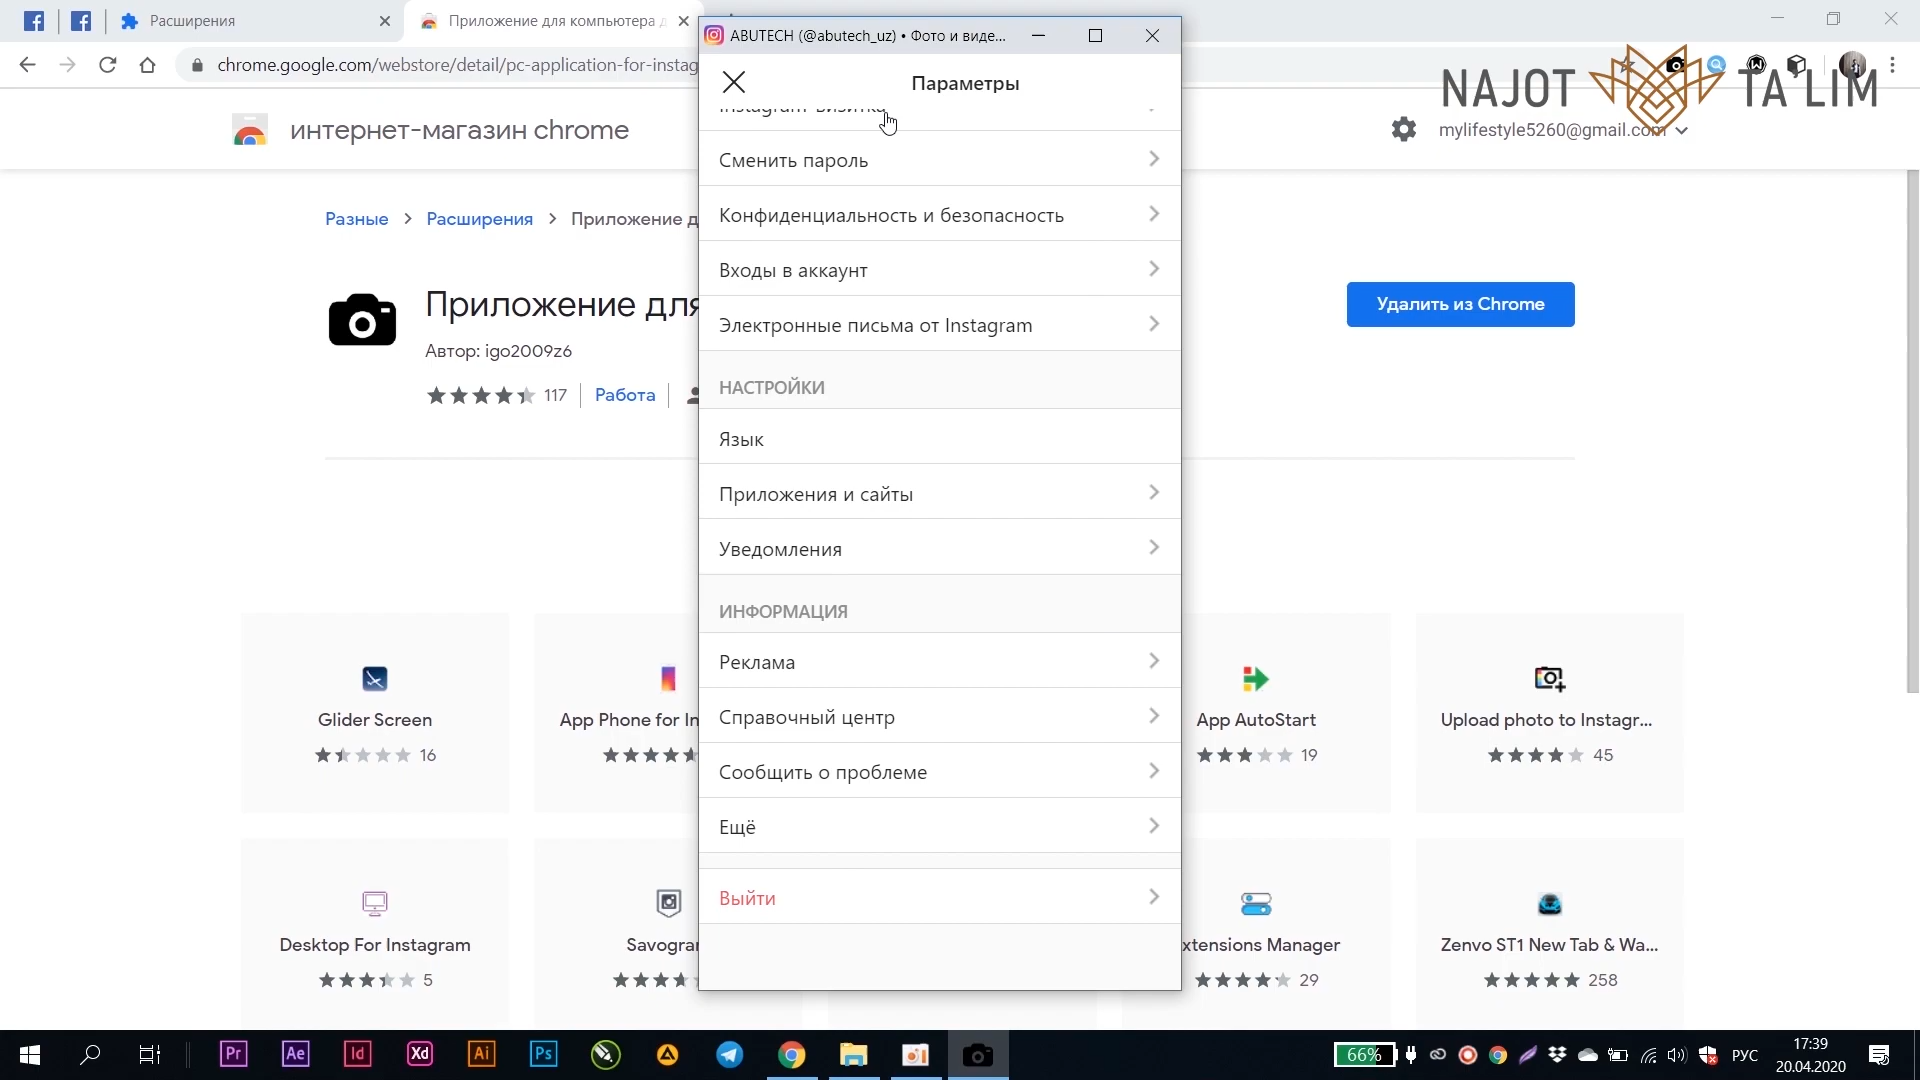 Расширения
Приложение для компьютера д
ABUTECH (@abutech_uz) • Фото и виде...
chrome.google.com/webstore/detail/pc-application-for-instag
NAJOT TA'LIM
Параметры
интернет-магазин chrome
mylifestyle5260@gmail.com
Instagram-визитка
Сменить пароль
Разные > Расширения > Приложение д
Конфиденциальность и безопасность
Входы в аккаунт
Приложение для
Удалить из Chrome
Электронные письма от Instagram
Автор: igo2009z6
117 Работа
НАСТРОЙКИ
Язык
Приложения и сайты
Уведомления
ИНФОРМАЦИЯ
Реклама
Справочный центр
Сообщить о проблеме
Ещё
Выйти
Glider Screen
16
App Phone for In
App AutoStart
19
Upload photo to Instagr...
45
Desktop For Instagram
5
Savogra
xtensions Manager
29
Zenvo ST1 New Tab & Wa...
258
Pr
Ae
Id
Xd
Ai
Ps
66%
РУС
17:39
20.04.2020